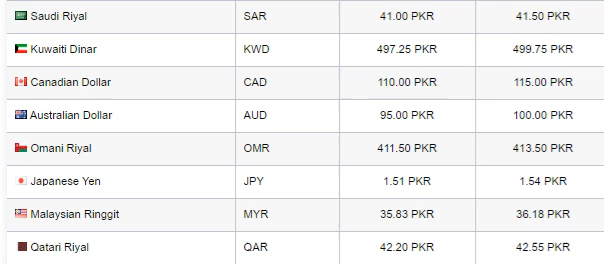 Saudi Riyal SAR 41.00 PKR 41.50 PKR
Kuwaiti Dinar KWD 497.25 PKR 499.75 PKR
Canadian Dollar CAD 110.00 PKR 115.00 PKR
Australian Dollar AUD 95.00 PKR 100.00 PKR
Omani Riyal OMR 411.50 PKR 413.50 PKR
Japanese Yen JPY 1.51 PKR 1.54 PKR
Malaysian Ringgit MYR 35.83 PKR 36.18 PKR
Qatari Riyal QAR 42.20 PKR 42.55 PKR